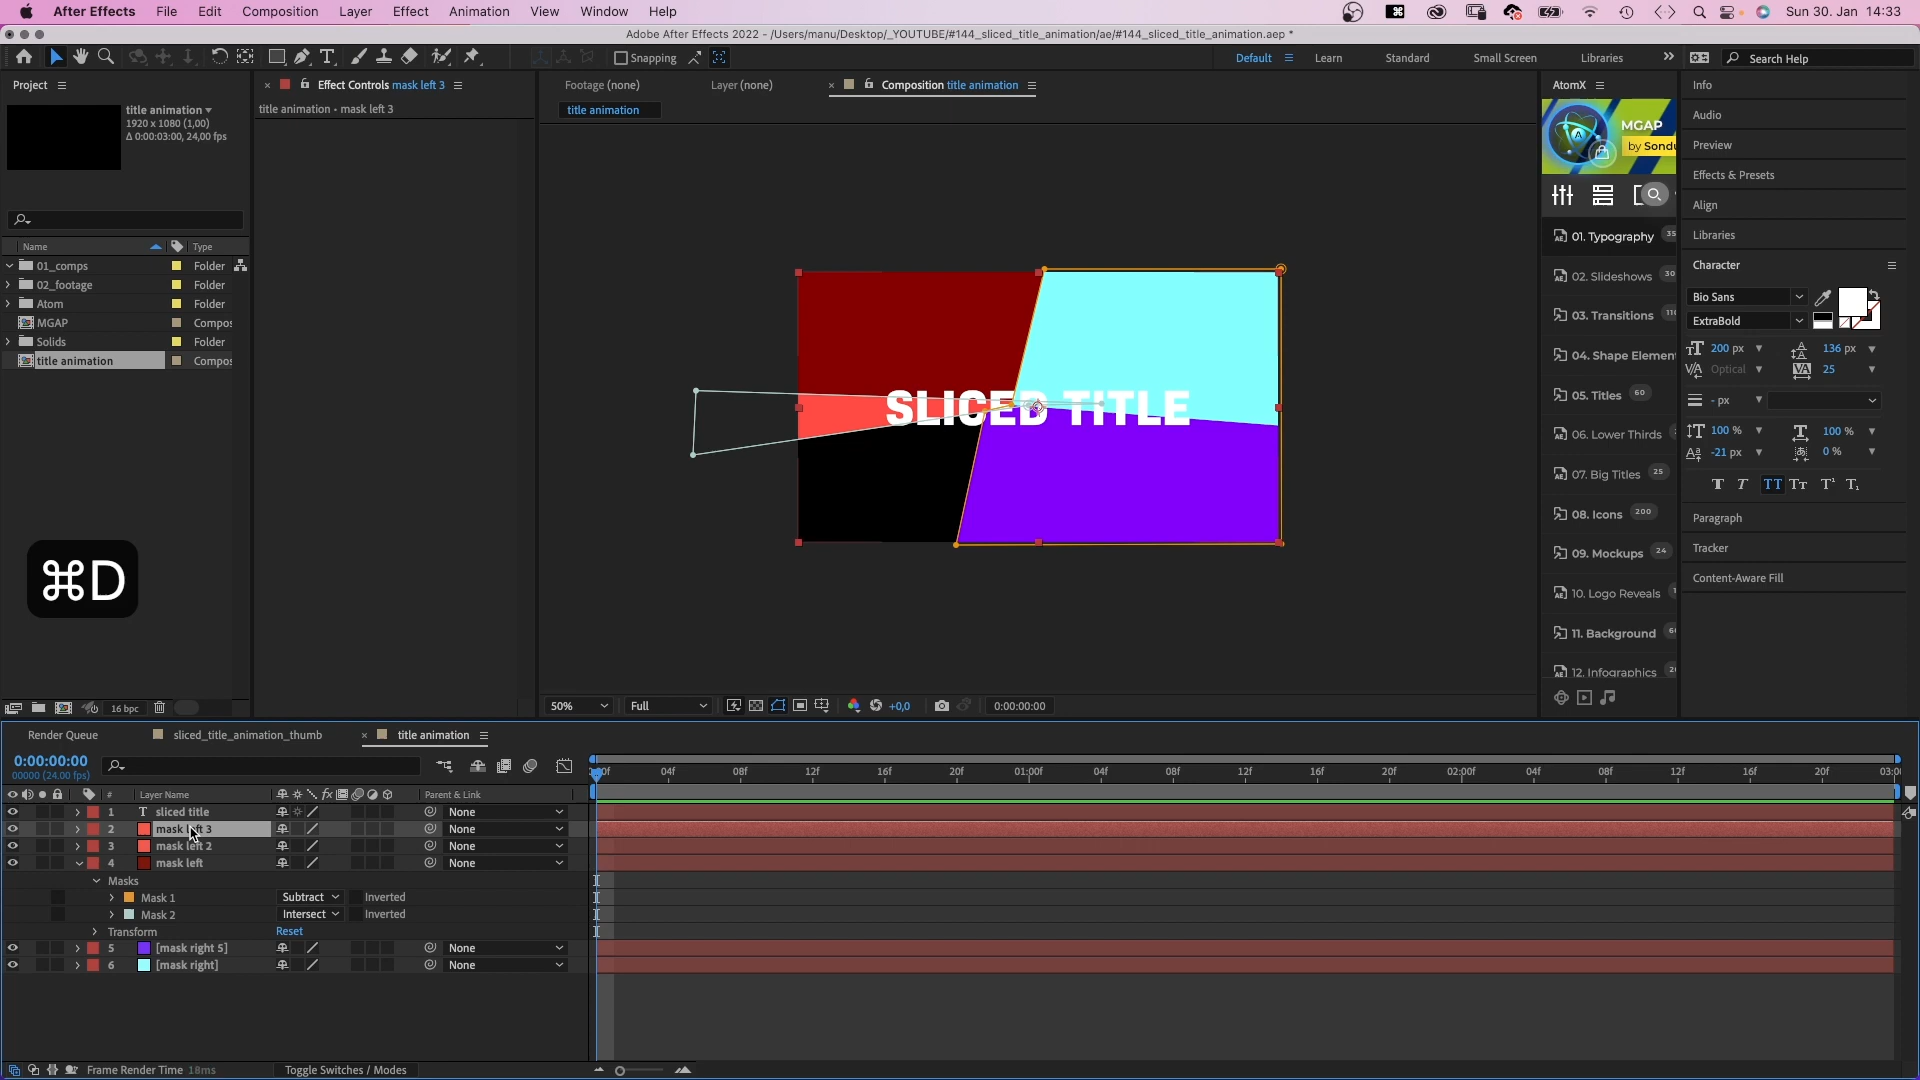 After Effects File Edit Composition Layer Effect Animation View Window Help
Sun 30. Jan 14:33
Adobe After Effects 2022 - /Users/manu/Desktop/_YOUTUBE/#144_sliced_title_animation/ae/#144_sliced_title_animation.aep *
Snapping
Default
Learn
Standard
Small Screen
Libraries
Search Help
Project
Effect Controls mask left 3
Footage (none)
Layer (none)
Composition title animation
AtomX
Info
title animation
1920 x 1080 (1,00)
Δ 0:00:03:00, 24,00 fps
title animation • mask left 3
title animation
MGAP
by Sondu
Audio
Preview
Effects & Presets
Align
Libraries
Character
Name
Type
01_comps
Folder
02_footage
Folder
Atom
Folder
MGAP
Compos
Solids
Folder
title animation
Compos
SLICED TITLE
01. Typography
02. Slideshows
03. Transitions
04. Shape Elemen
05. Titles 60
06. Lower Thirds
07. Big Titles 25
08. Icons 200
09. Mockups 24
10. Logo Reveals
11. Background
12. Infographics
Bio Sans
ExtraBold
200 px
136 px
Optical
25
- px
100 %
100 %
-21 px
0 %
Paragraph
Tracker
Content-Aware Fill
⌘D
16 bpc
50%
Full
+0,0
0:00:00:00
Render Queue
sliced_title_animation_thumb
title animation
0:00:00:00
00000 (24.00 fps)
04f 08f 12f 16f 20f 01:00f 04f 08f 12f 16f 20f 02:00f 04f 08f 12f 16f 20f 03:0
# Layer Name
Parent & Link
1 T sliced title None
2 mask left 3 None
3 mask left 2 None
4 mask left None
Masks
Mask 1 Subtract Inverted
Mask 2 Intersect Inverted
Transform Reset
5 [mask right 5] None
6 [mask right] None
Frame Render Time 18ms
Toggle Switches / Modes